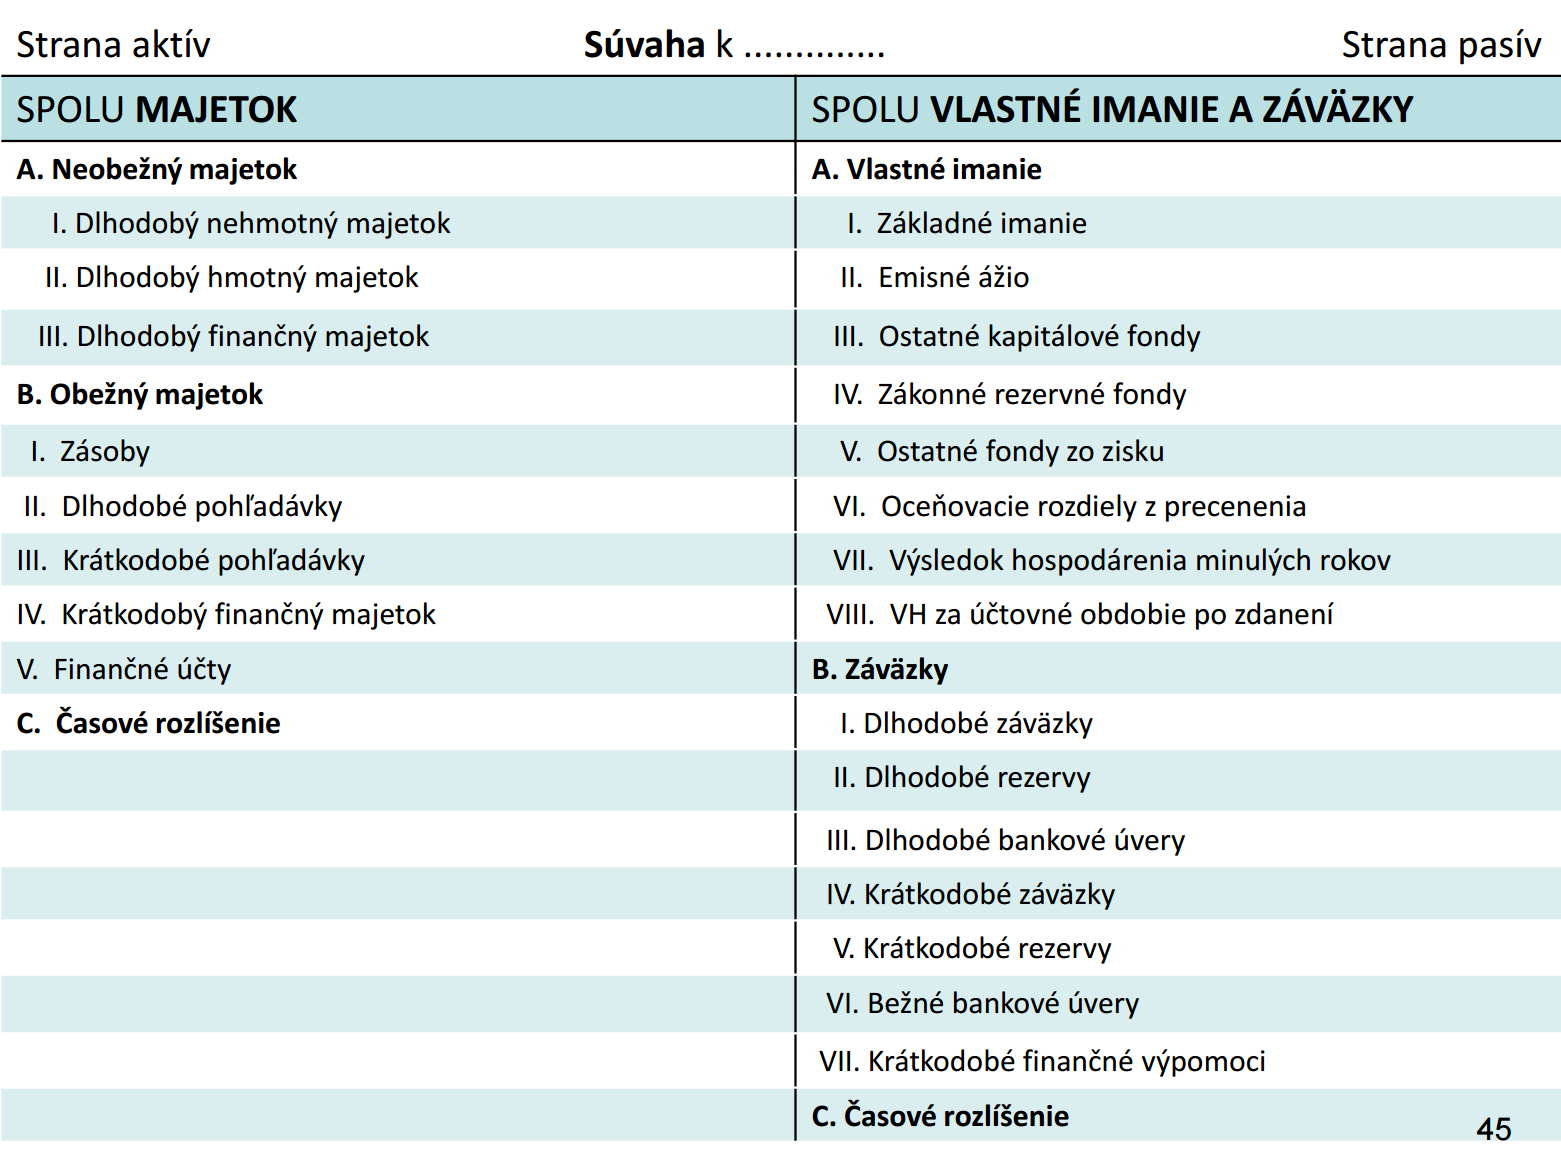 Strana aktív Súvaha k .............. Strana pasív
SPOLU MAJETOK SPOLU VLASTNÉ IMANIE A ZÁVÄZKY
A. Neobežný majetok A. Vlastné imanie
I. Dlhodobý nehmotný majetok I. Základné imanie
II. Dlhodobý hmotný majetok II. Emisné ážio
III. Dlhodobý finančný majetok III. Ostatné kapitálové fondy
B. Obežný majetok IV. Zákonné rezervné fondy
I. Zásoby V. Ostatné fondy zo zisku
II. Dlhodobé pohľadávky VI. Oceňovacie rozdiely z precenenia
III. Krátkodobé pohľadávky VII. Výsledok hospodárenia minulých rokov
IV. Krátkodobý finančný majetok VIII. VH za účtovné obdobie po zdanení
V. Finančné účty B. Záväzky
C. Časové rozlíšenie I. Dlhodobé záväzky
II. Dlhodobé rezervy
III. Dlhodobé bankové úvery
IV. Krátkodobé záväzky
V. Krátkodobé rezervy
VI. Bežné bankové úvery
VII. Krátkodobé finančné výpomoci
C. Časové rozlíšenie
45